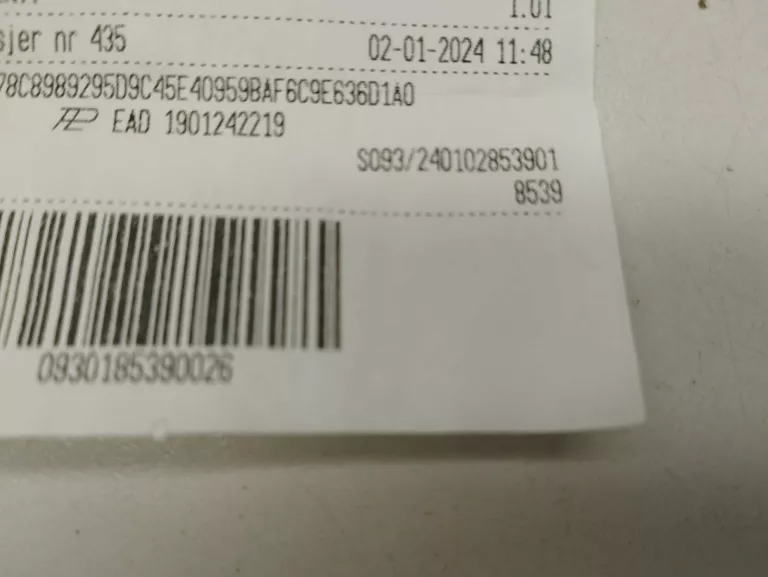 1.01
sjer nr 435 02-01-2024 11:48
78C8989295D9C45E40959BAF6C9E636D1A0
EAD 1901242219
S093/240102853901
8539
0930185390026